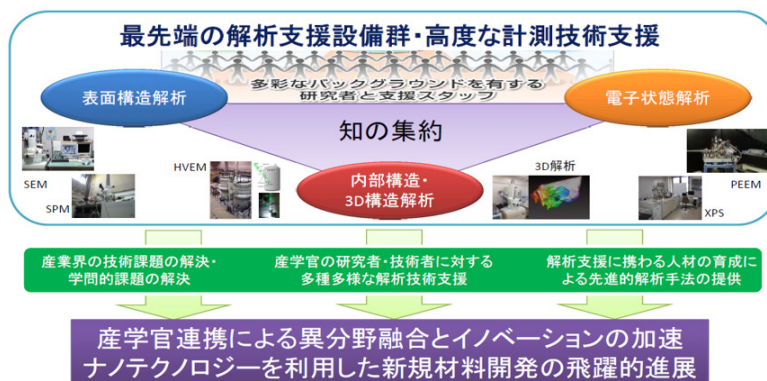 最先端の解析支援設備群・高度な計測技術支援
多彩なバックグラウンドを有する
研究者と支援スタッフ
表面構造解析
電子状態解析
知の集約
SEM
SPM
HVEM
内部構造・
3D構造解析
3D解析
PEEM
XPS
産業界の技術課題の解決・
学問的課題の解決
産学官の研究者・技術者に対する
多種多様な解析技術支援
解析支援に携わる人材の育成に
よる先進的解析手法の提供
産学官連携による異分野融合とイノベーションの加速
ナノテクノロジーを利用した新規材料開発の飛躍的進展